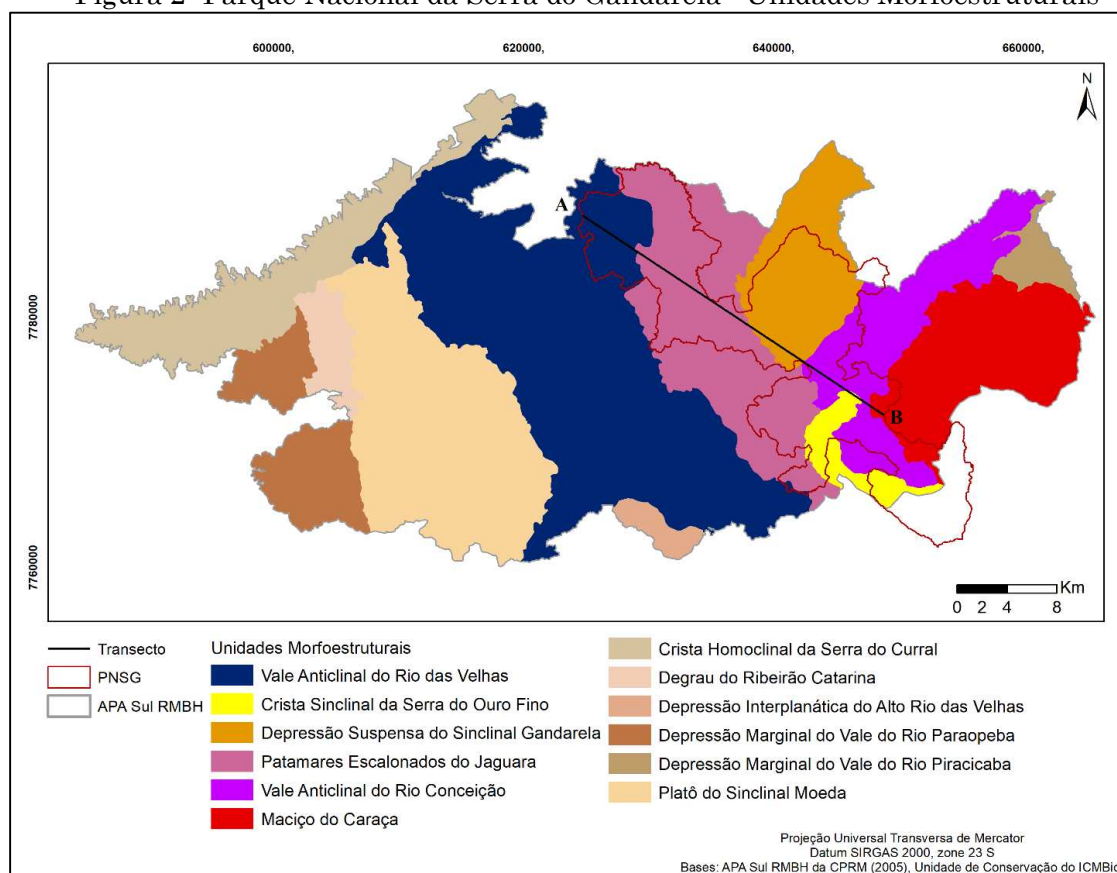 Figura 2- Parque Nacional da Serra do Gandarela - Unidades Morfoestruturais
600000,
620000,
640000,
660000,
N
7780000
7760000
A
B
Km
0 2 4 8
Transecto
PNSG
APA Sul RMBH
Unidades Morfoestruturais
Vale Anticlinal do Rio das Velhas
Crista Sinclinal da Serra do Ouro Fino
Depressão Suspensa do Sinclinal Gandarela
Patamares Escalonados do Jaguara
Vale Anticlinal do Rio Conceição
Maciço do Caraça
Crista Homoclinal da Serra do Curral
Degrau do Ribeirão Catarina
Depressão Interplanática do Alto Rio das Velhas
Depressão Marginal do Vale do Rio Paraopeba
Depressão Marginal do Vale do Rio Piracicaba
Platô do Sinclinal Moeda
Projeção Universal Transversa de Mercator
Datum SIRGAS 2000, zone 23 S
Bases: APA Sul RMBH da CPRM (2005), Unidade de Conservação do ICMBio